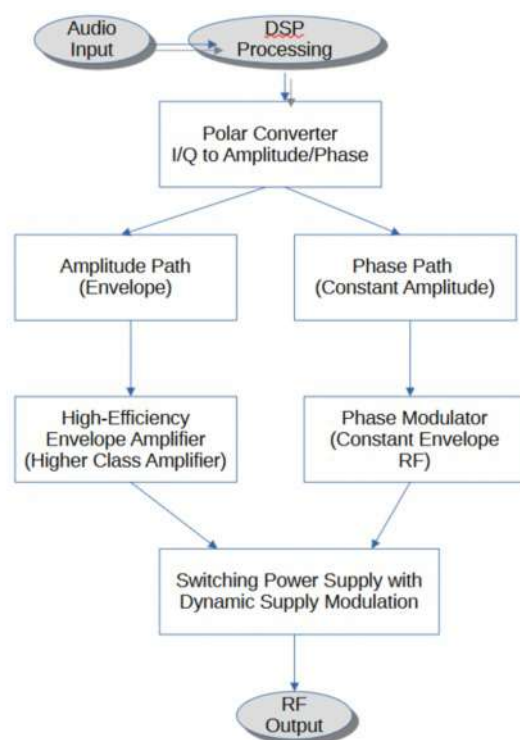 Audio
Input
DSP
Processing
Polar Converter
I/Q to Amplitude/Phase
Amplitude Path
(Envelope)
Phase Path
(Constant Amplitude)
High-Efficiency
Envelope Amplifier
(Higher Class Amplifier)
Phase Modulator
(Constant Envelope
RF)
Switching Power Supply with
Dynamic Supply Modulation
RF
Output